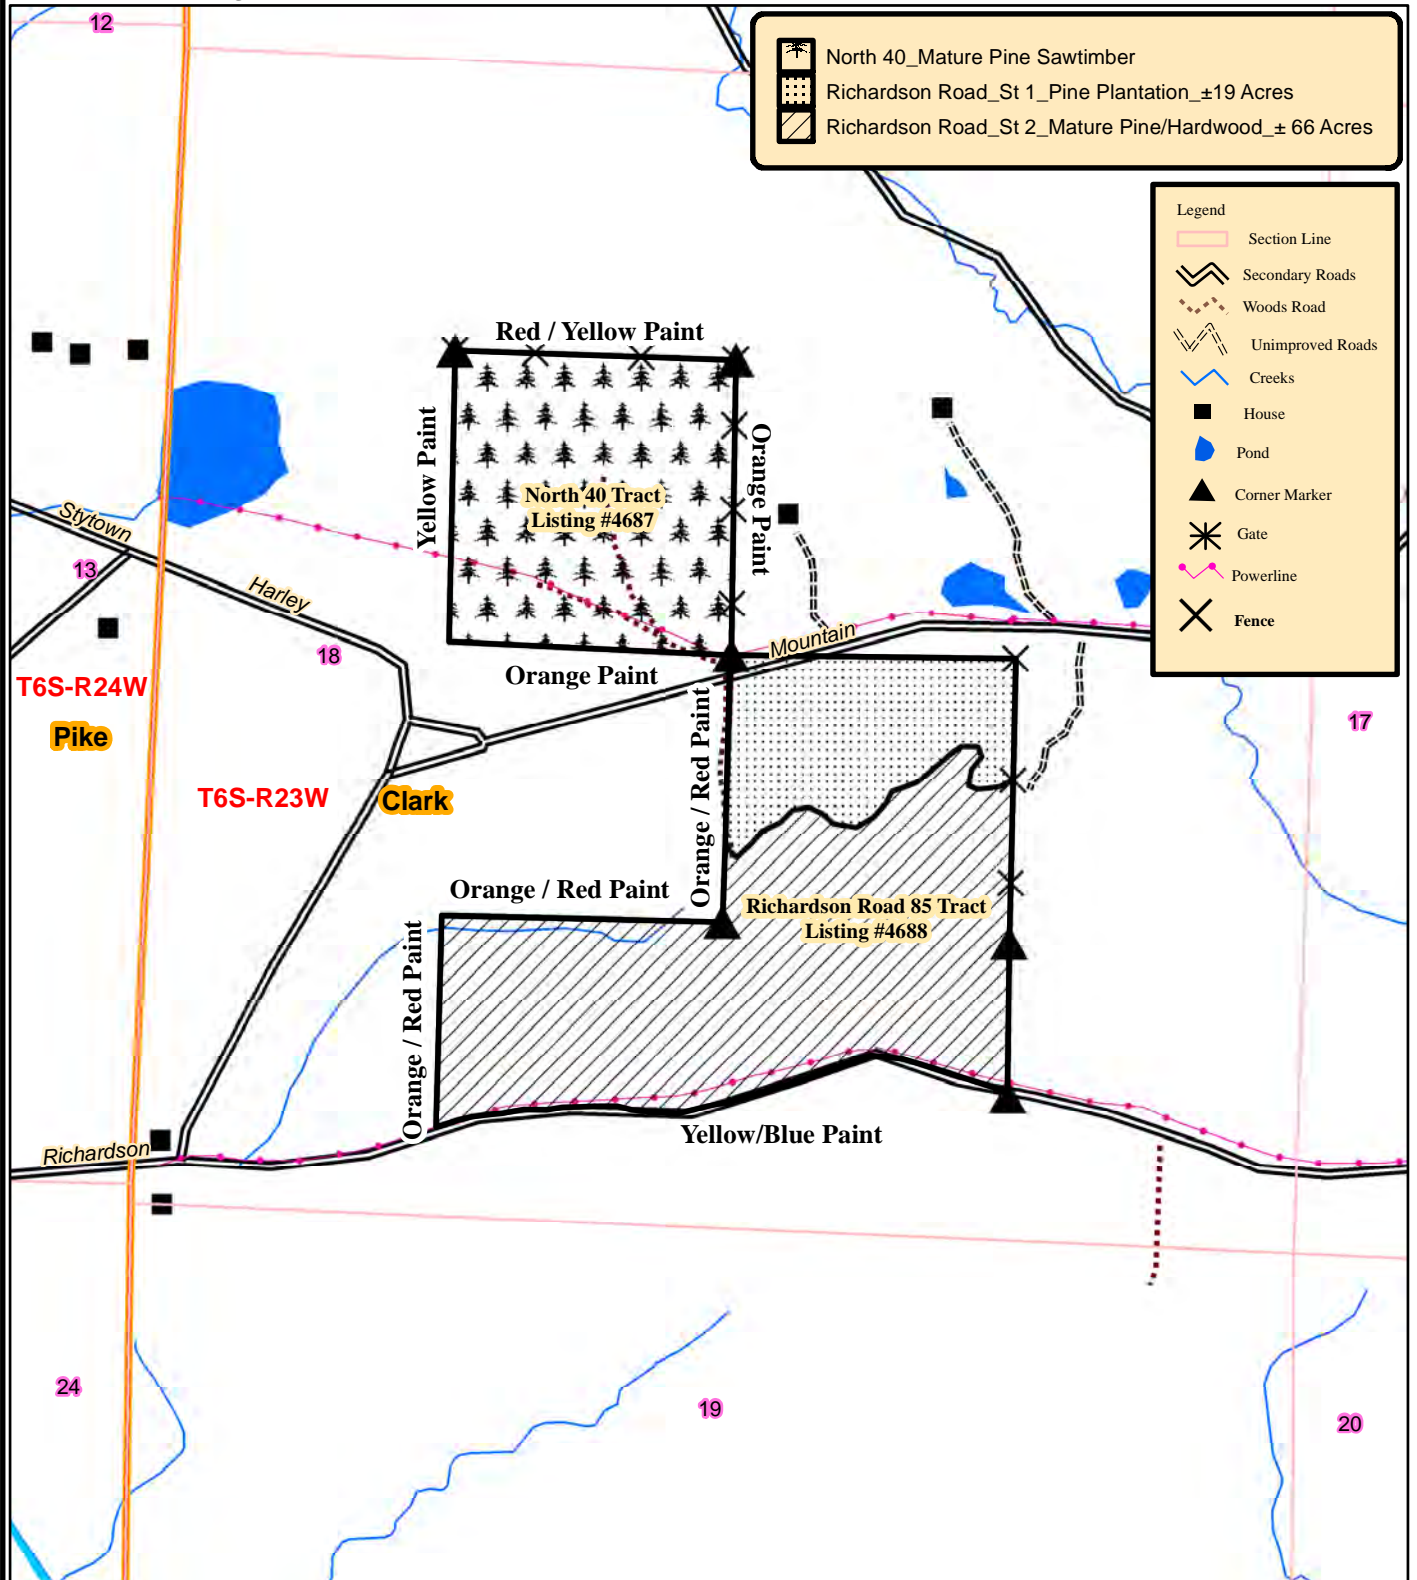 12
North 40_Mature Pine Sawtimber
Richardson Road_St 1_Pine Plantation_±19 Acres
Richardson Road_St 2_Mature Pine/Hardwood_± 66 Acres
Legend
Section Line
Secondary Roads
Woods Road
Unimproved Roads
Creeks
House
Pond
Corner Marker
Gate
Powerline
Fence
Red / Yellow Paint
Yellow Paint
Orange Paint
North 40 Tract
Listing #4687
Stytown
13
Harley
18
Mountain
Orange Paint
T6S-R24W
Pike
T6S-R23W
Clark
Orange / Red Paint
17
Orange / Red Paint
Richardson Road 85 Tract
Listing #4688
Orange / Red Paint
Yellow/Blue Paint
Richardson
24
19
20